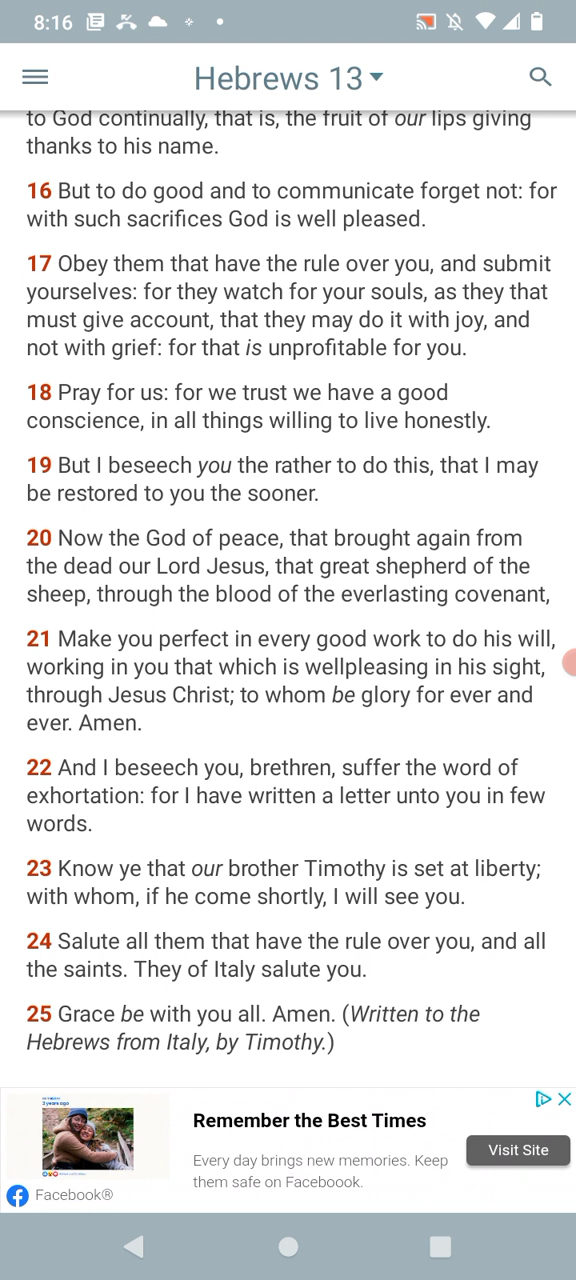 8:16
Hebrews 13
to God continually, that is, the fruit of our lips giving
thanks to his name.
16 But to do good and to communicate forget not: for
with such sacrifices God is well pleased.
17 Obey them that have the rule over you, and submit
yourselves: for they watch for your souls, as they that
must give account, that they may do it with joy, and
not with grief: for that is unprofitable for you.
18 Pray for us: for we trust we have a good
conscience, in all things willing to live honestly.
19 But I beseech you the rather to do this, that I may
be restored to you the sooner.
20 Now the God of peace, that brought again from
the dead our Lord Jesus, that great shepherd of the
sheep, through the blood of the everlasting covenant,
21 Make you perfect in every good work to do his will,
working in you that which is wellpleasing in his sight,
through Jesus Christ; to whom be glory for ever and
ever. Amen.
22 And I beseech you, brethren, suffer the word of
exhortation: for I have written a letter unto you in few
words.
23 Know ye that our brother Timothy is set at liberty;
with whom, if he come shortly, I will see you.
24 Salute all them that have the rule over you, and all
the saints. They of Italy salute you.
25 Grace be with you all. Amen. (Written to the
Hebrews from Italy, by Timothy.)
3 years ago
Facebook®
Remember the Best Times
Every day brings new memories. Keep
them safe on Faceboook.
Visit Site